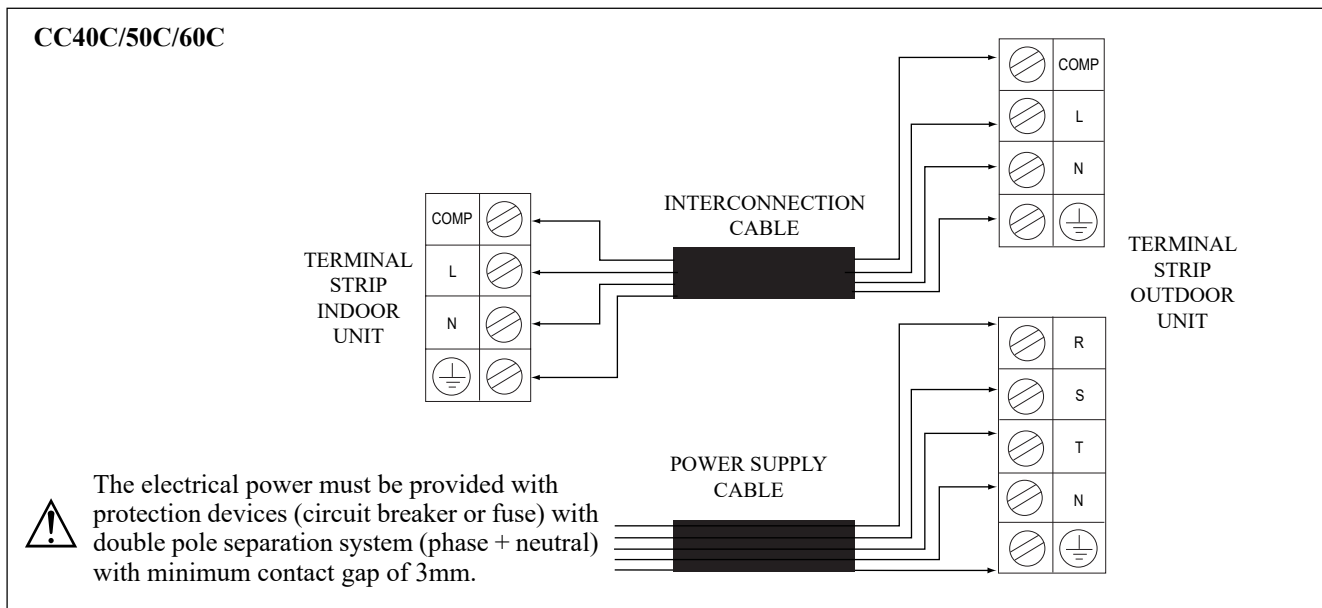 CC40C/50C/60C
COMP
L
N
INTERCONNECTION
CABLE
COMP
L
N
TERMINAL
STRIP
INDOOR
UNIT
TERMINAL
STRIP
OUTDOOR
UNIT
R
S
T
N
POWER SUPPLY
CABLE
The electrical power must be provided with
protection devices (circuit breaker or fuse) with
double pole separation system (phase + neutral)
with minimum contact gap of 3mm.